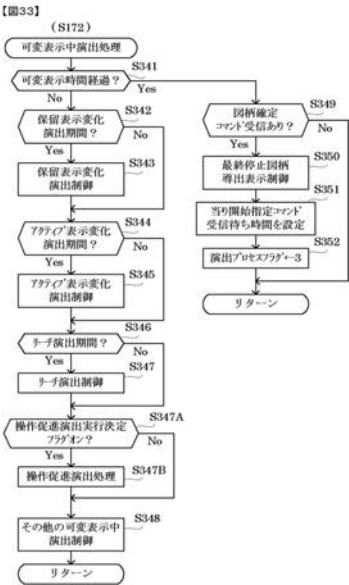 【図33】
(S172)
可変表示中演出処理
S341
可変表示時間経過？
Yes
No
S342
保留表示変化
演出期間？
No
Yes
S343
保留表示変化
演出制御
S344
アクティブ表示変化
演出期間？
No
Yes
S345
アクティブ表示変化
演出制御
S346
リーチ演出期間？
No
Yes
S347
リーチ演出制御
S347A
操作促進演出実行決定
フラグオン？
No
Yes
S347B
操作促進演出処理
S348
その他の可変表示中
演出制御
リターン
S349
図柄確定
コマンド受信あり？
No
Yes
S350
最終停止図柄
導出表示制御
S351
当り開始指定コマンド
受信待ち時間を設定
S352
演出プロセスフラグ←3
リターン